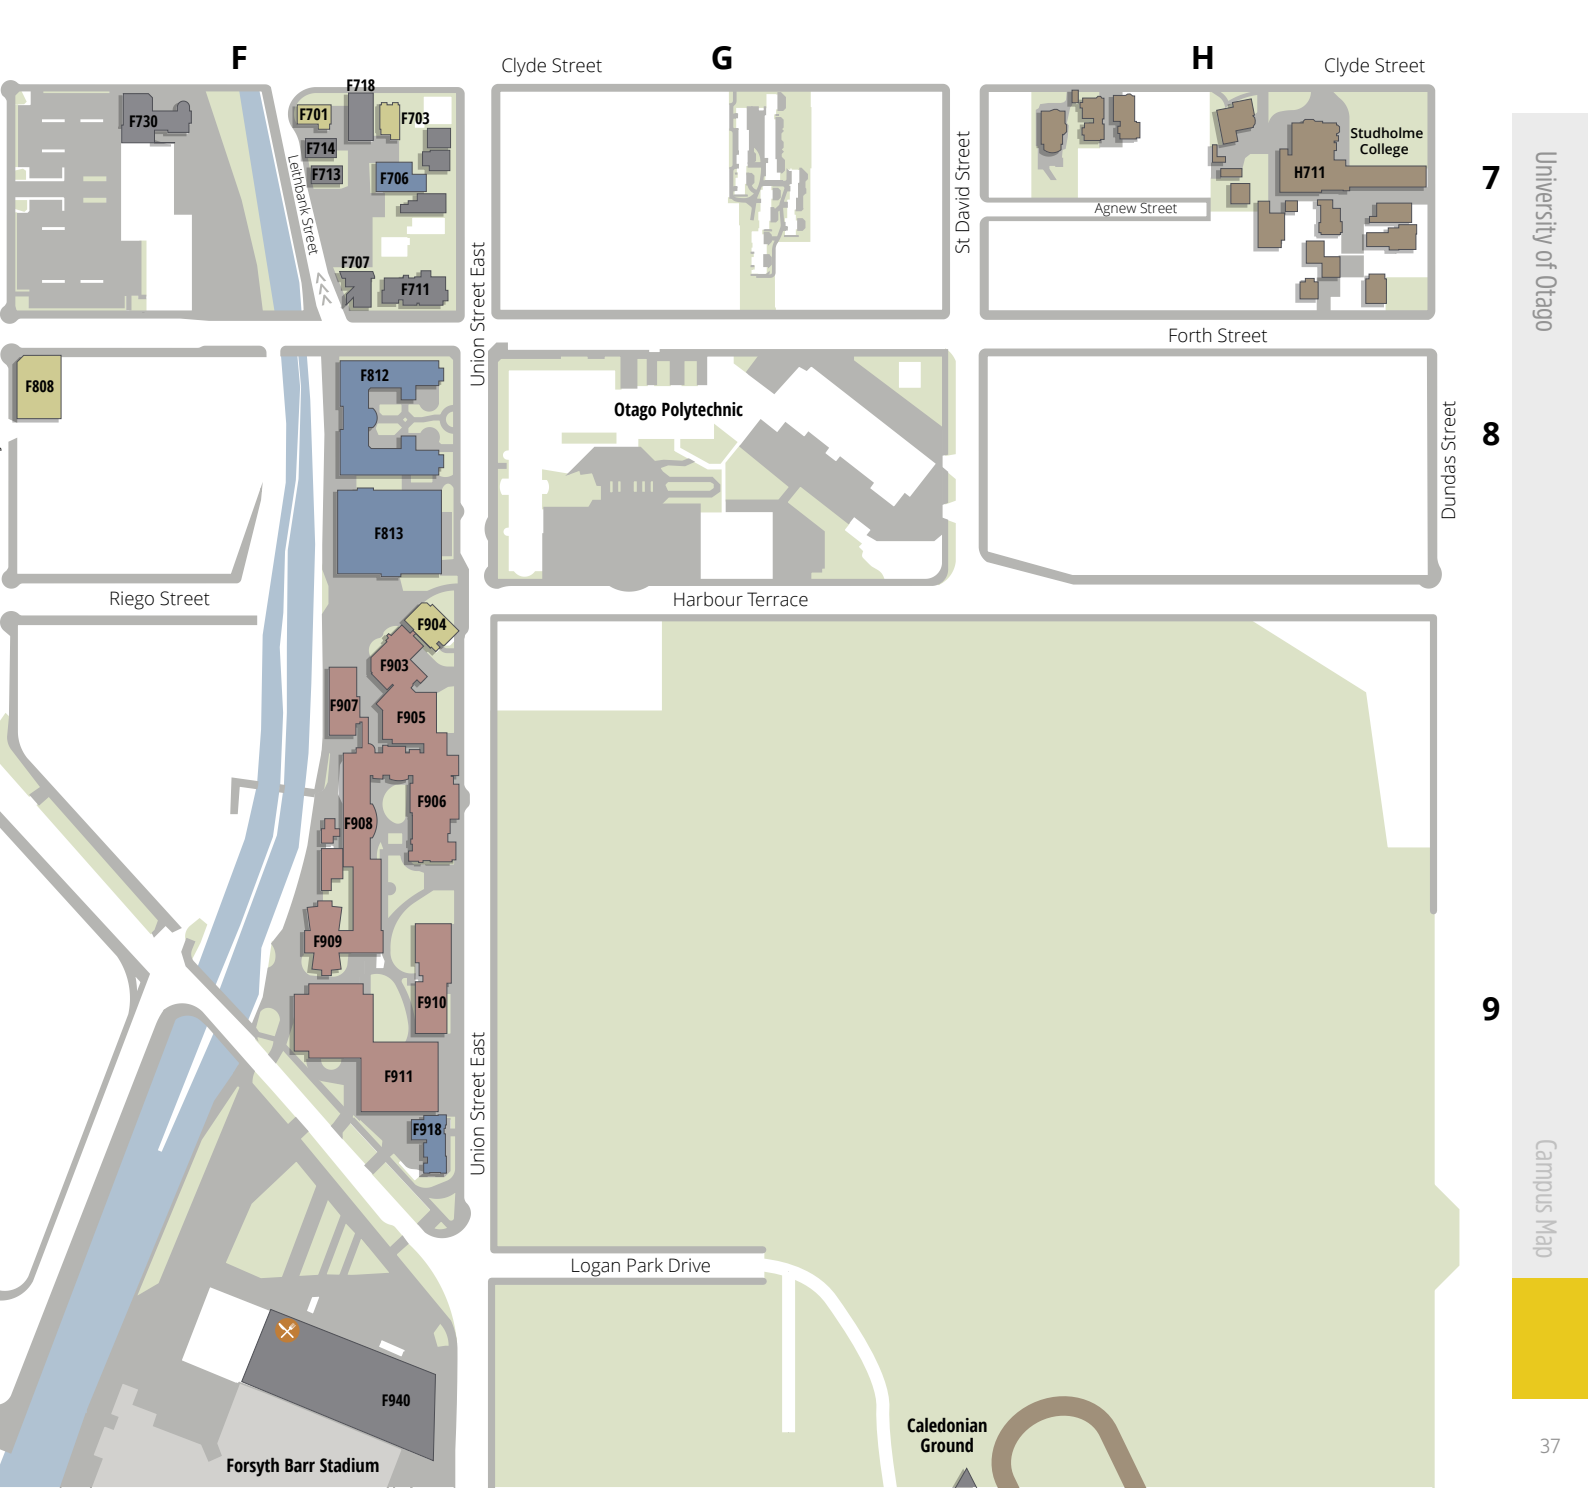 F
G
H
Clyde Street
Clyde Street
F718
F701
F703
F730
F714
F713
F706
Leithbank Street
F707
F711
Union Street East
St David Street
Agnew Street
Studholme
College
H711
7
University of Otago
Forth Street
F808
F812
Otago Polytechnic
8
Dundas Street
F813
Riego Street
Harbour Terrace
F904
F903
F907
F905
F906
F908
F909
F910
9
F911
F918
Union Street East
Campus Map
Logan Park Drive
F940
Forsyth Barr Stadium
Caledonian
Ground
37